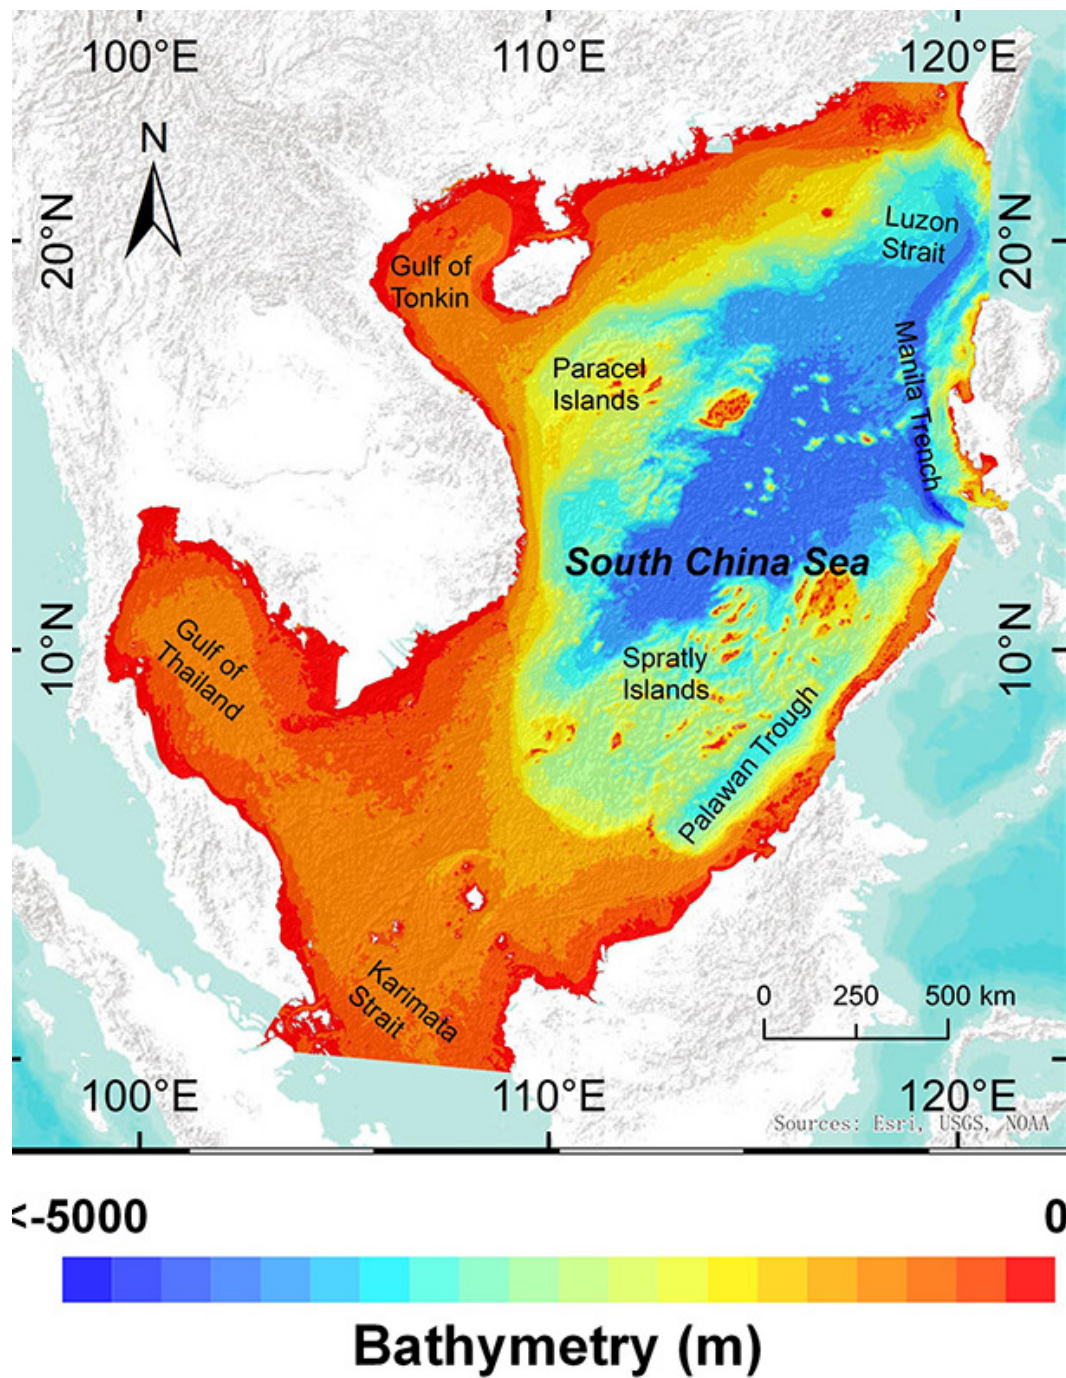 100°E 110°E 120°E
N
20°N
20°N
Luzon
Strait
Gulf of
Tonkin
Manila Trench
Paracel
Islands
South China Sea
10°N
10°N
Gulf of
Thailand
Spratly
Islands
Palawan Trough
Karimata
Strait
0 250 500 km
100°E 110°E 120°E
Sources: Esri, USGS, NOAA
<-5000 0
Bathymetry (m)